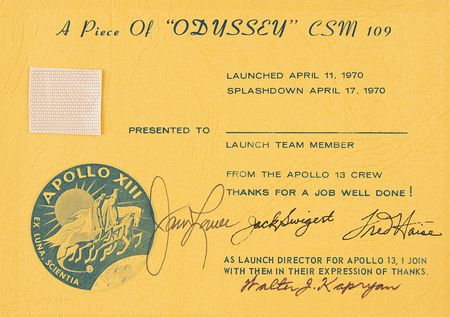 A Piece Of "ODYSSEY" CSM 109
LAUNCHED APRIL 11, 1970
SPLASHDOWN APRIL 17, 1970
PRESENTED TO
LAUNCH TEAM MEMBER
FROM THE APOLLO 13 CREW
THANKS FOR A JOB WELL DONE!
APOLLO XIII
EX LUNA, SCIENTIA
Jack Swigert
Fred Haise
AS LAUNCH DIRECTOR FOR APOLLO 13, I JOIN
WITH THEM IN THEIR EXPRESSION OF THANKS.
Walter J. Kapryan